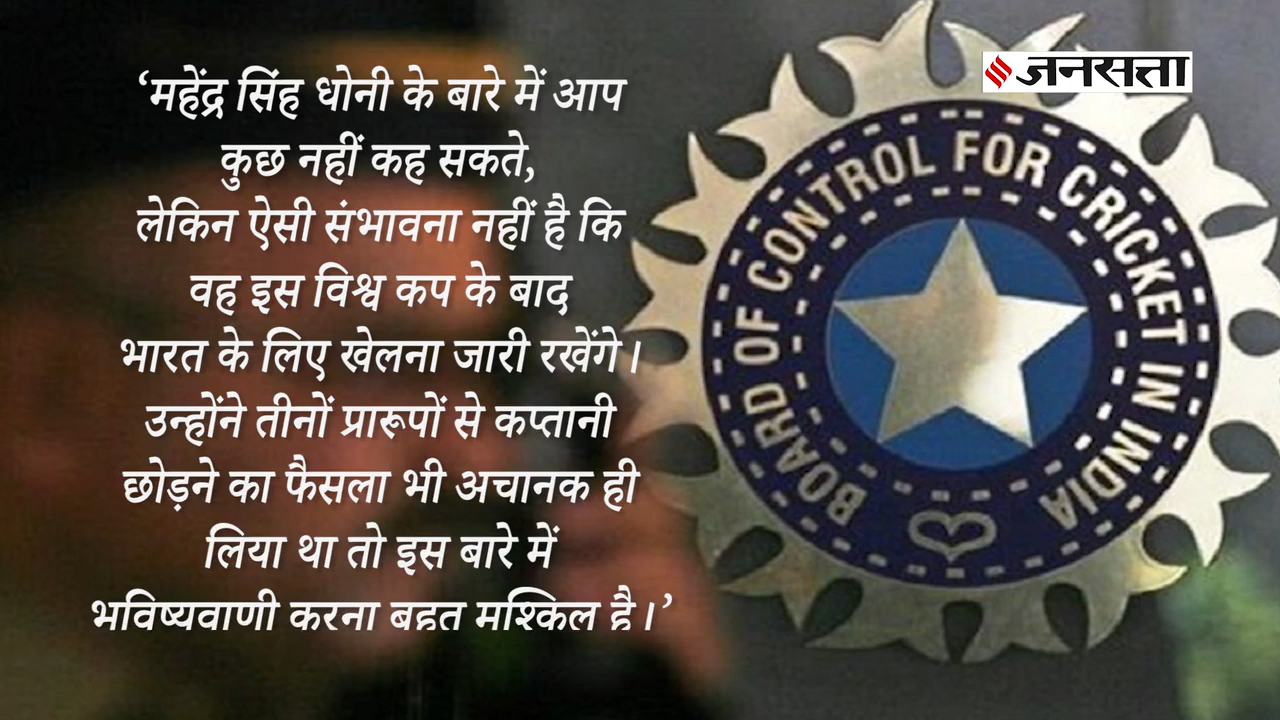 जनसत्ता
‘महेंद्र सिंह धोनी के बारे में आप
कुछ नहीं कह सकते,
लेकिन ऐसी संभावना नहीं है कि
वह इस विश्व कप के बाद
भारत के लिए खेलना जारी रखेंगे।
उन्होंने तीनों प्रारूपों से कप्तानी
छोड़ने का फैसला भी अचानक ही
लिया था तो इस बारे में
भविष्यवाणी करना बहुत मुश्किल है।’
BOARD OF CONTROL FOR CRICKET IN INDIA